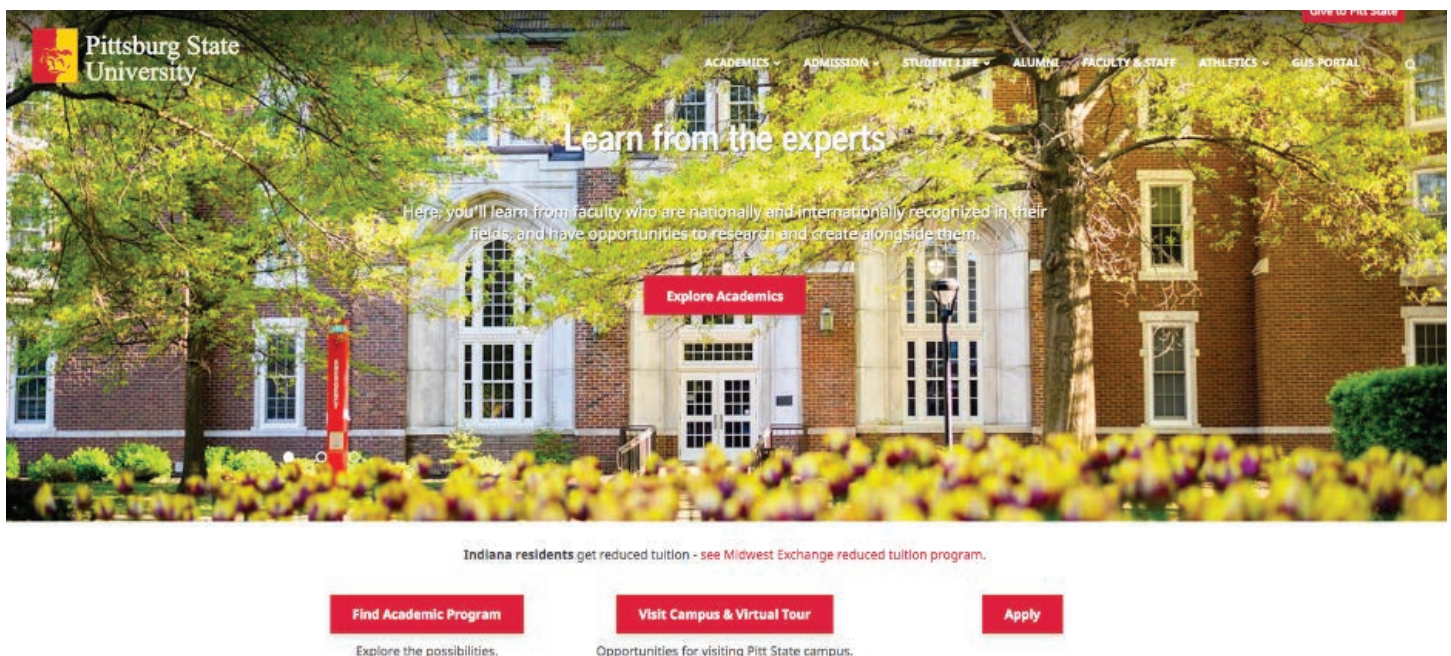 Give to Pitt State
Pittsburg State
University
ACADEMICS ADMISSION STUDENT LIFE ALUMNI FACULTY & STAFF ATHLETICS GUS PORTAL
Learn from the experts
Here, you'll learn from faculty who are nationally and internationally recognized in their
fields, and have opportunities to research and create alongside them.
Explore Academics
EMERGENCY
Indiana residents get reduced tuition - see Midwest Exchange reduced tuition program.
Find Academic Program Visit Campus & Virtual Tour Apply
Explore the possibilities. Opportunities for visiting Pitt State campus.